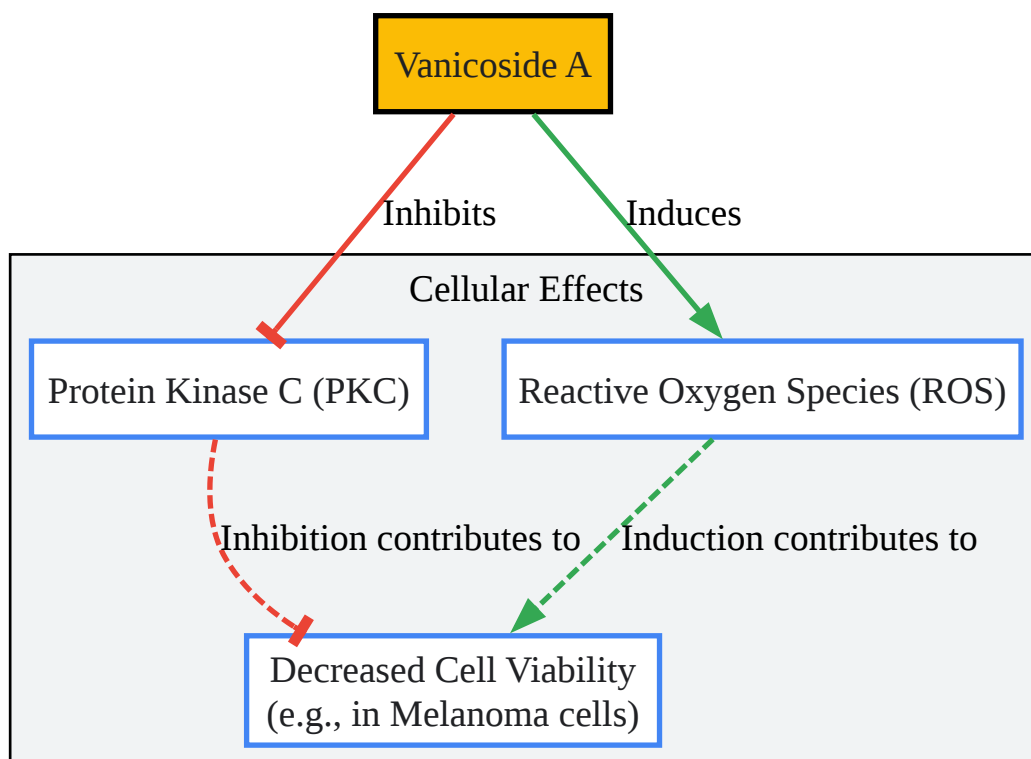 Vanicoside A
Inhibits
Induces
Cellular Effects
Protein Kinase C (PKC)
Reactive Oxygen Species (ROS)
Inhibition contributes to
Induction contributes to
Decreased Cell Viability
(e.g., in Melanoma cells)